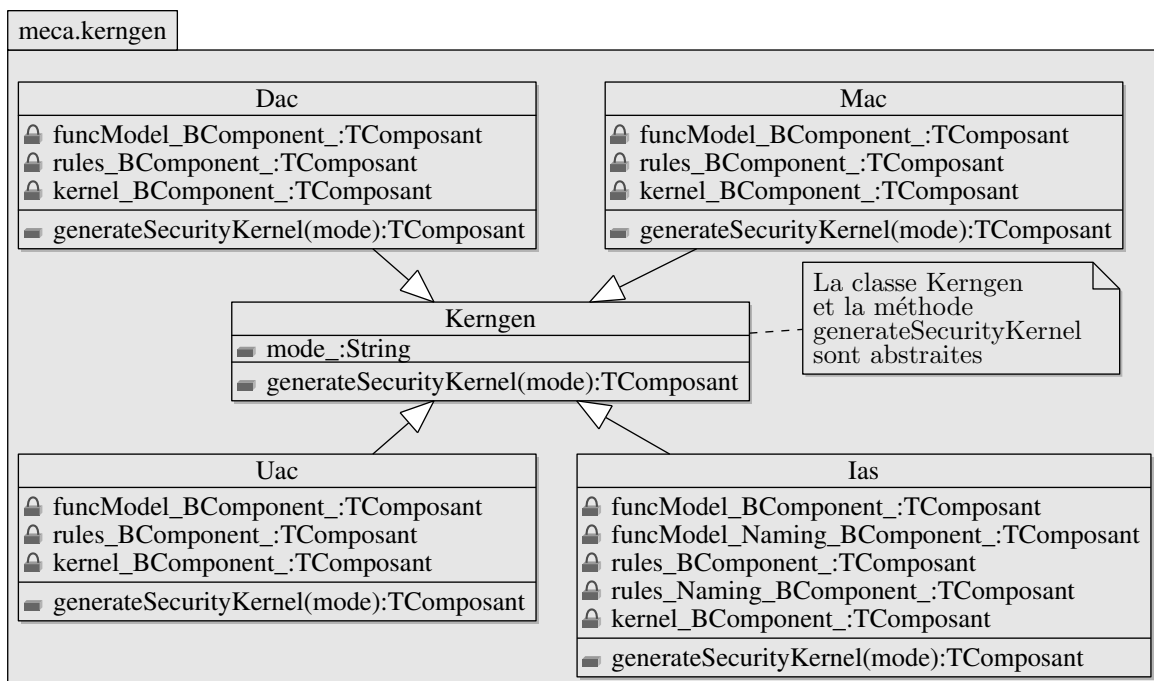 meca.kerngen
Dac
funcModel_BComponent_:TComposant
rules_BComponent_:TComposant
kernel_BComponent_:TComposant
generateSecurityKernel(mode):TComposant
Mac
funcModel_BComponent_:TComposant
rules_BComponent_:TComposant
kernel_BComponent_:TComposant
generateSecurityKernel(mode):TComposant
La classe Kerngen
et la méthode
generateSecurityKernel
sont abstraites
Kerngen
mode_:String
generateSecurityKernel(mode):TComposant
Uac
funcModel_BComponent_:TComposant
rules_BComponent_:TComposant
kernel_BComponent_:TComposant
generateSecurityKernel(mode):TComposant
Ias
funcModel_BComponent_:TComposant
funcModel_Naming_BComponent_:TComposant
rules_BComponent_:TComposant
rules_Naming_BComponent_:TComposant
kernel_BComponent_:TComposant
generateSecurityKernel(mode):TComposant